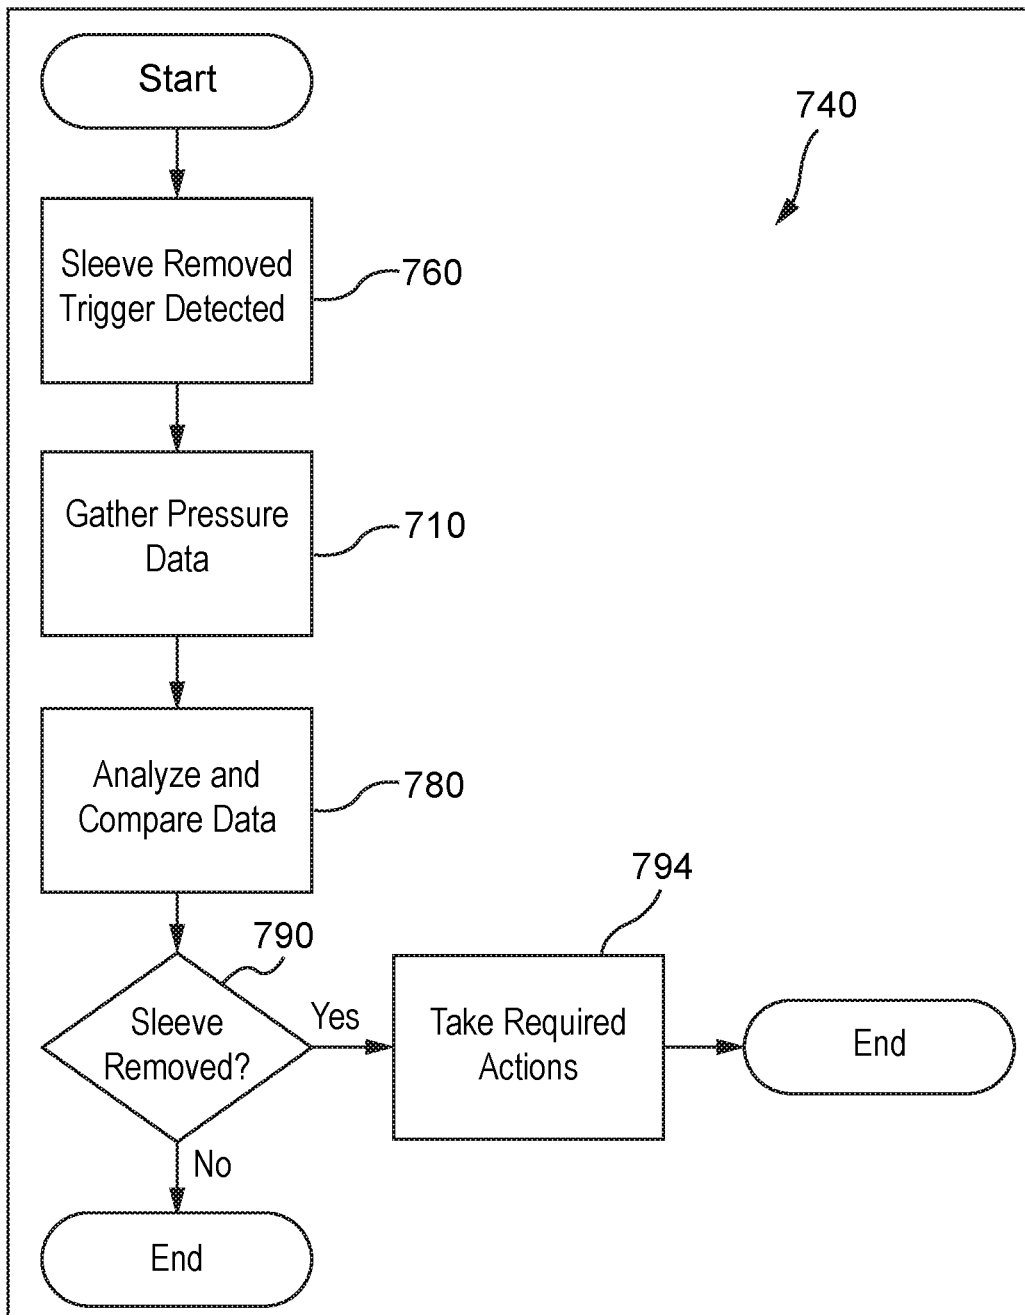 Start
740
Sleeve Removed
Trigger Detected
760
Gather Pressure
Data
710
Analyze and
Compare Data
780
790
794
Sleeve
Removed?
Yes
Take Required
Actions
End
No
End